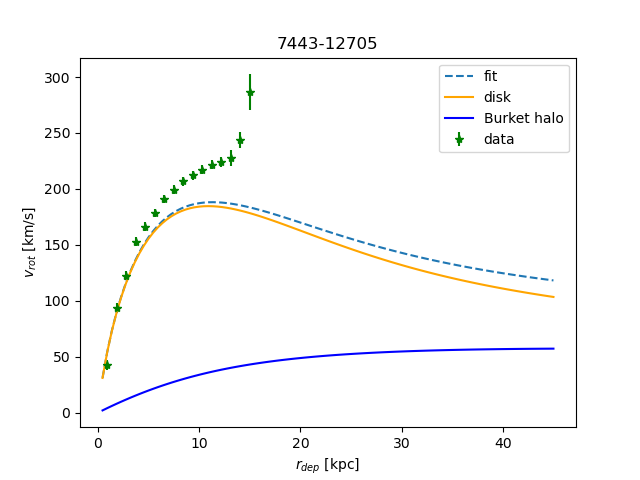 7443-12705
300
250
200
150
100
50
0
v_rot [km/s]
0 10 20 30 40
r_dep [kpc]
fit
disk
Burket halo
data